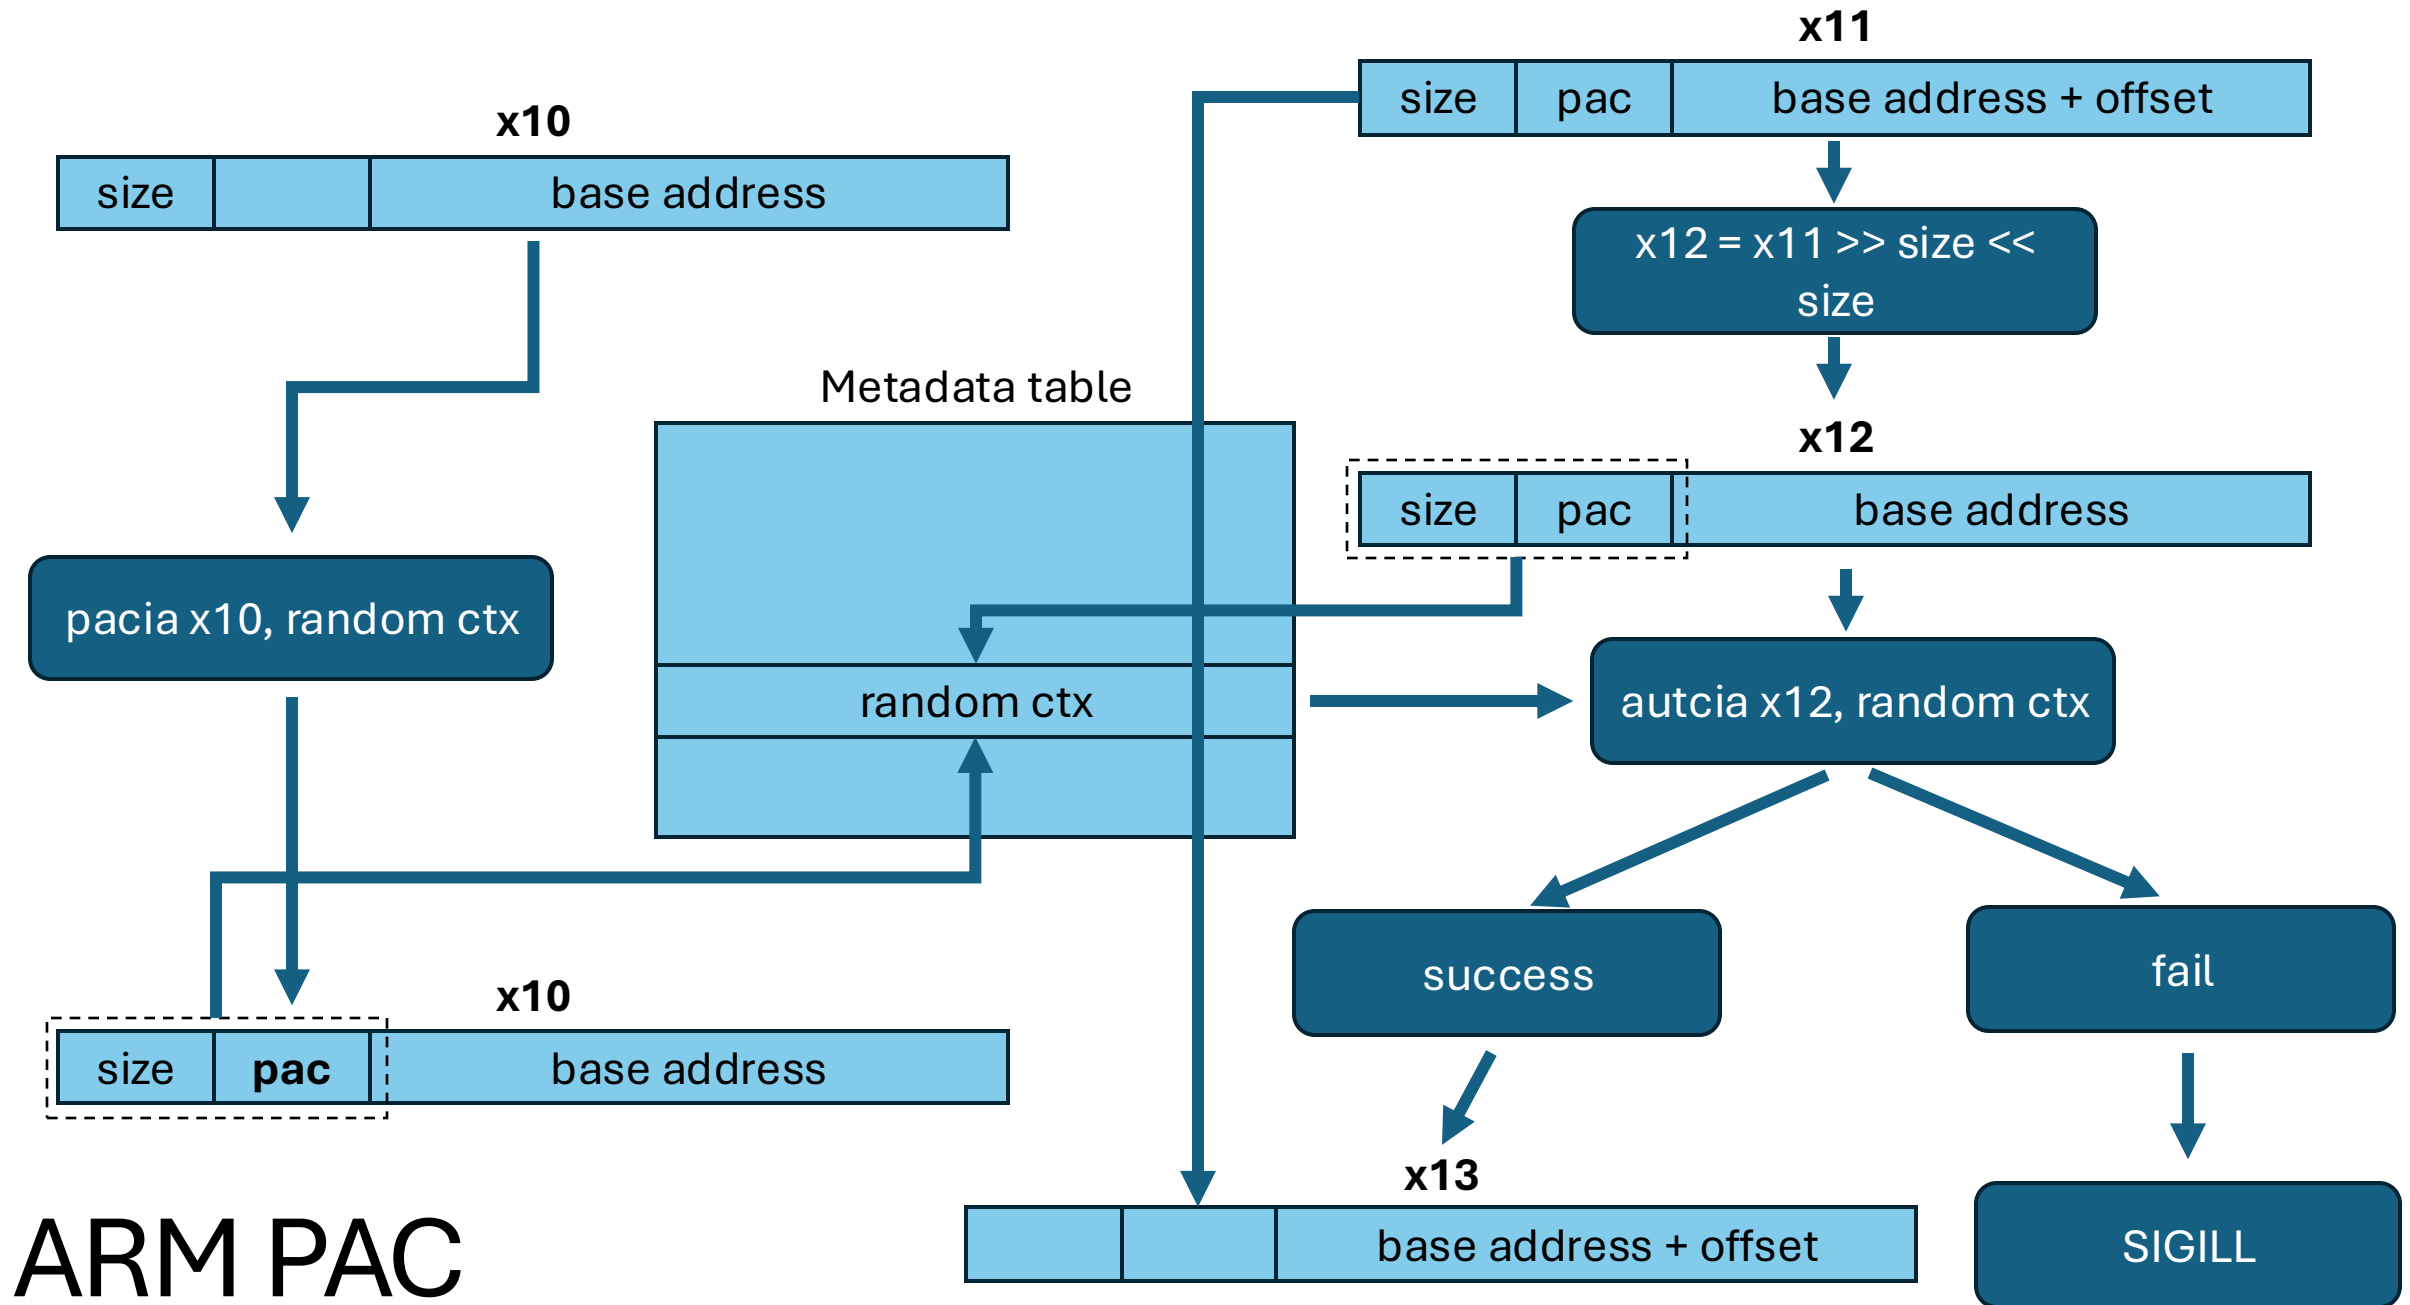 x11
size pac base address + offset
x10
size base address
x12 = x11 >> size <<
size
Metadata table
x12
size pac base address
pacia x10, random ctx
random ctx
autcia x12, random ctx
success
fail
x10
size pac base address
x13
base address + offset
SIGILL
ARM PAC